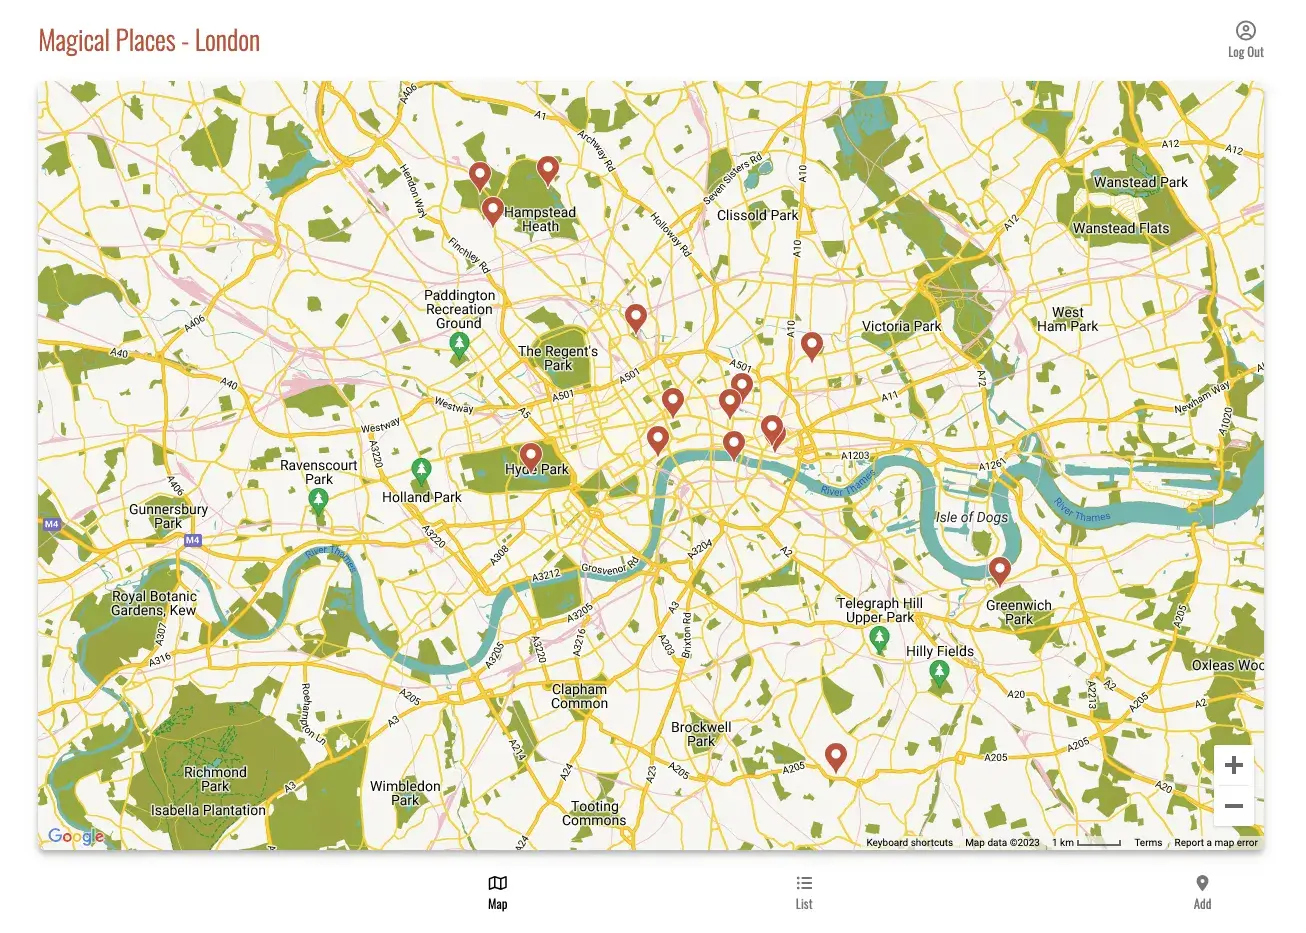 Magical Places - London
Log Out
A406
A1
Archway Rd
A12
A12
Hendon Way
Seven Sisters Rd
A10
Wanstead Park
Hampstead
Heath
Clissold Park
Holloway Rd
A12
Wanstead Flats
Finchley Rd
A10
Paddington
Recreation
Ground
A406
A10
Victoria Park
West
Ham Park
A40
The Regent's
Park
A501
A501
A40
A501
A12
A11
Newham Way
Westway
A5
Westway
A1020
A3220
Ravenscourt
Park
Hyde Park
A1203
A1261
A406
Holland Park
River Thames
Gunnersbury
Park
M4
M4
River Thames
Isle of Dogs
A3220
A308
A3204
A2
River Thames
Grosvenor Rd
A3212
Royal Botanic
Gardens, Kew
A307
A3205
A3
Telegraph Hill
Upper Park
Greenwich
Park
A205
Brixton Rd
A3216
A203
A3220
A3205
A316
Hilly Fields
Oxleas Woo
Roehampton Ln
A205
Clapham
Common
A20
A2213
A2
A205
A2
A3
Brockwell
Park
A214
A205
A205
A205
A205
A24
A23
Richmond
Park
A3
Wimbledon
Park
A20
Isabella Plantation
Tooting
Commons
A24
Google
Keyboard shortcuts
Map data ©2023
1 km
Terms
Report a map error
Map
List
Add